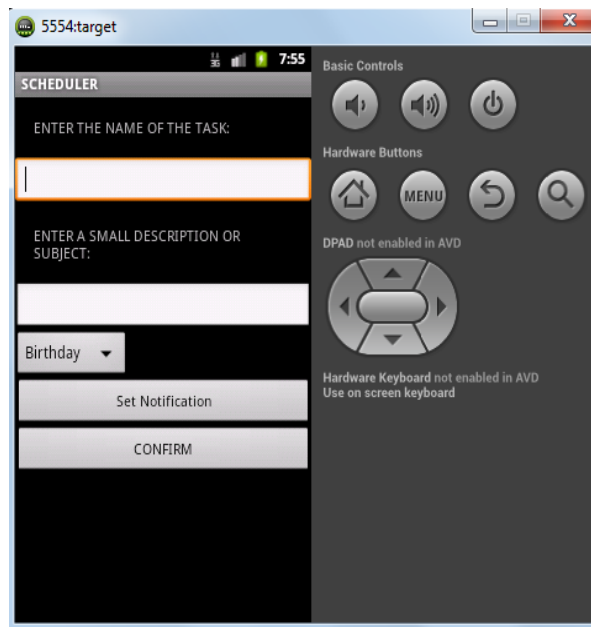 5554:target
3G 7:55
SCHEDULER
ENTER THE NAME OF THE TASK:
ENTER A SMALL DESCRIPTION OR
SUBJECT:
Birthday
Set Notification
CONFIRM
Basic Controls
Hardware Buttons
MENU
DPAD not enabled in AVD
Hardware Keyboard not enabled in AVD
Use on screen keyboard